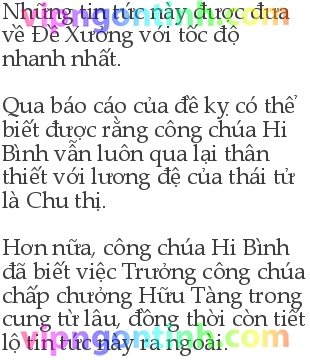 Những tin tức này được đưa
về Đề Xưởng với tốc độ
nhanh nhất.
Qua báo cáo của đề kỵ có thể
biết được rằng công chúa Hi
Bình vẫn luôn qua lại thân
thiết với lương đệ của thái tử
là Chu thị.
Hơn nữa, công chúa Hi Bình
đã biết việc Trưởng công chúa
chấp chưởng Hữu Tàng trong
cung từ lâu, đồng thời còn tiết
lộ tin tức này ra ngoài.
vipngontinh.com
vipngontinh.com